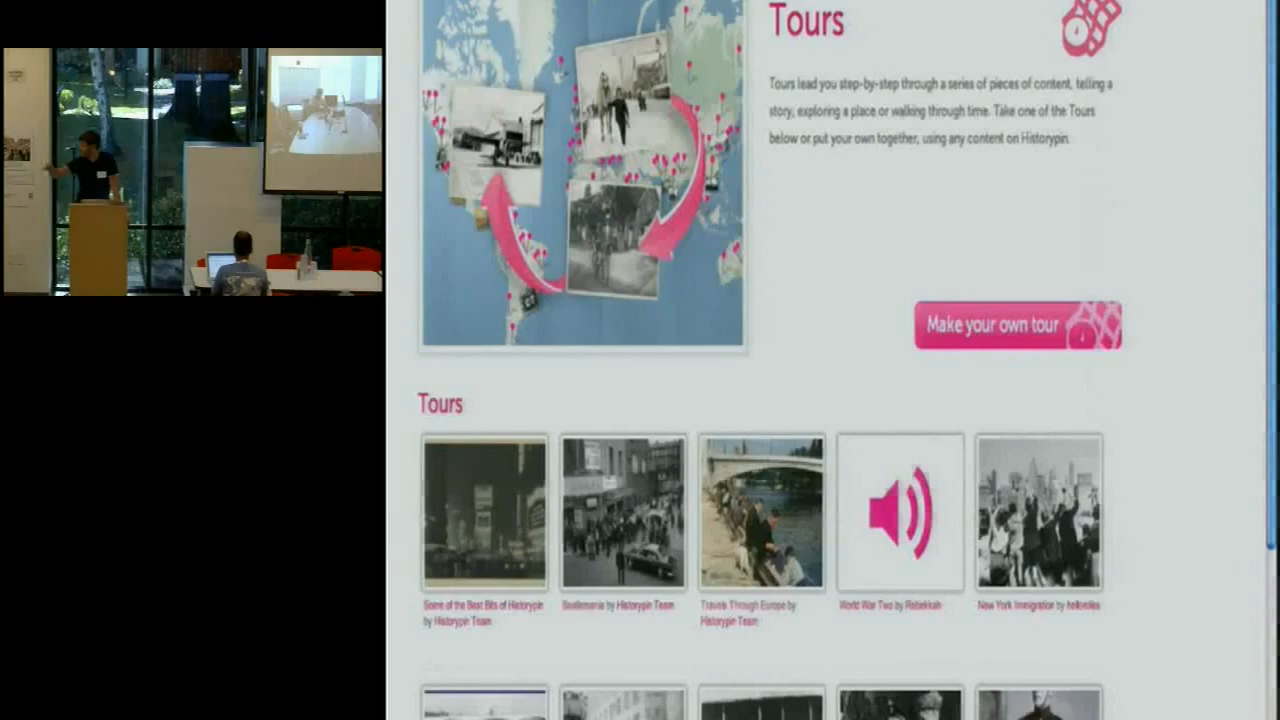 Tours
Tours lead you step-by-step through a series of pieces of content, telling a
story, exploring a place or walking through time. Take one of the Tours
below or put your own together, using any content on Historypin.
Make your own tour
Tours
Some of the Best Bits of Historypin
by Historypin Team
Beatlemania by Historypin Team
Travels Through Europe by
Historypin Team
World War Two by Rebekkah
New York Immigration by